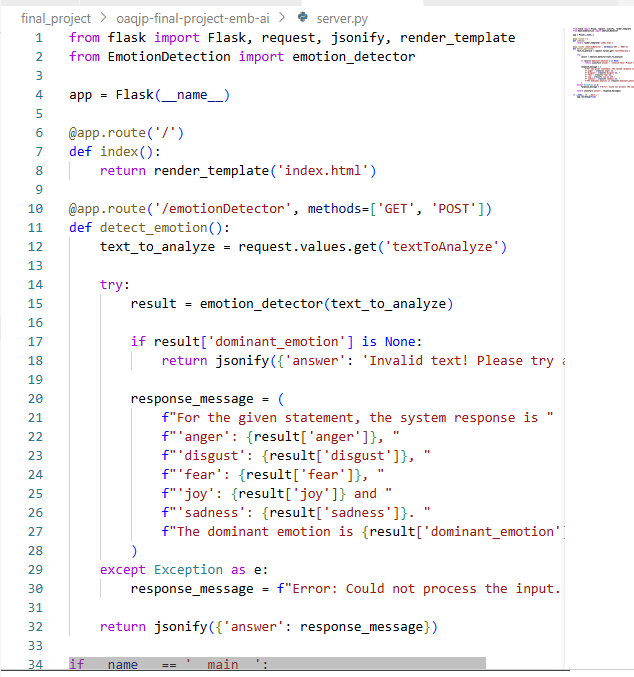 final_project > oaqjp-final-project-emb-ai > server.py
1 from flask import Flask, request, jsonify, render_template
2 from EmotionDetection import emotion_detector
3
4 app = Flask(__name__)
5
6 @app.route('/')
7 def index():
8     return render_template('index.html')
9
10 @app.route('/emotionDetector', methods=['GET', 'POST'])
11 def detect_emotion():
12     text_to_analyze = request.values.get('textToAnalyze')
13
14     try:
15         result = emotion_detector(text_to_analyze)
16
17         if result['dominant_emotion'] is None:
18             return jsonify({'answer': 'Invalid text! Please try a
19
20         response_message = (
21             f"For the given statement, the system response is "
22             f"'anger': {result['anger']}, "
23             f"'disgust': {result['disgust']}, "
24             f"'fear': {result['fear']}, "
25             f"'joy': {result['joy']} and "
26             f"'sadness': {result['sadness']}. "
27             f"The dominant emotion is {result['dominant_emotion']
28         )
29     except Exception as e:
30         response_message = f"Error: Could not process the input.
31
32     return jsonify({'answer': response_message})
33
34 if __name__ == '__main__':